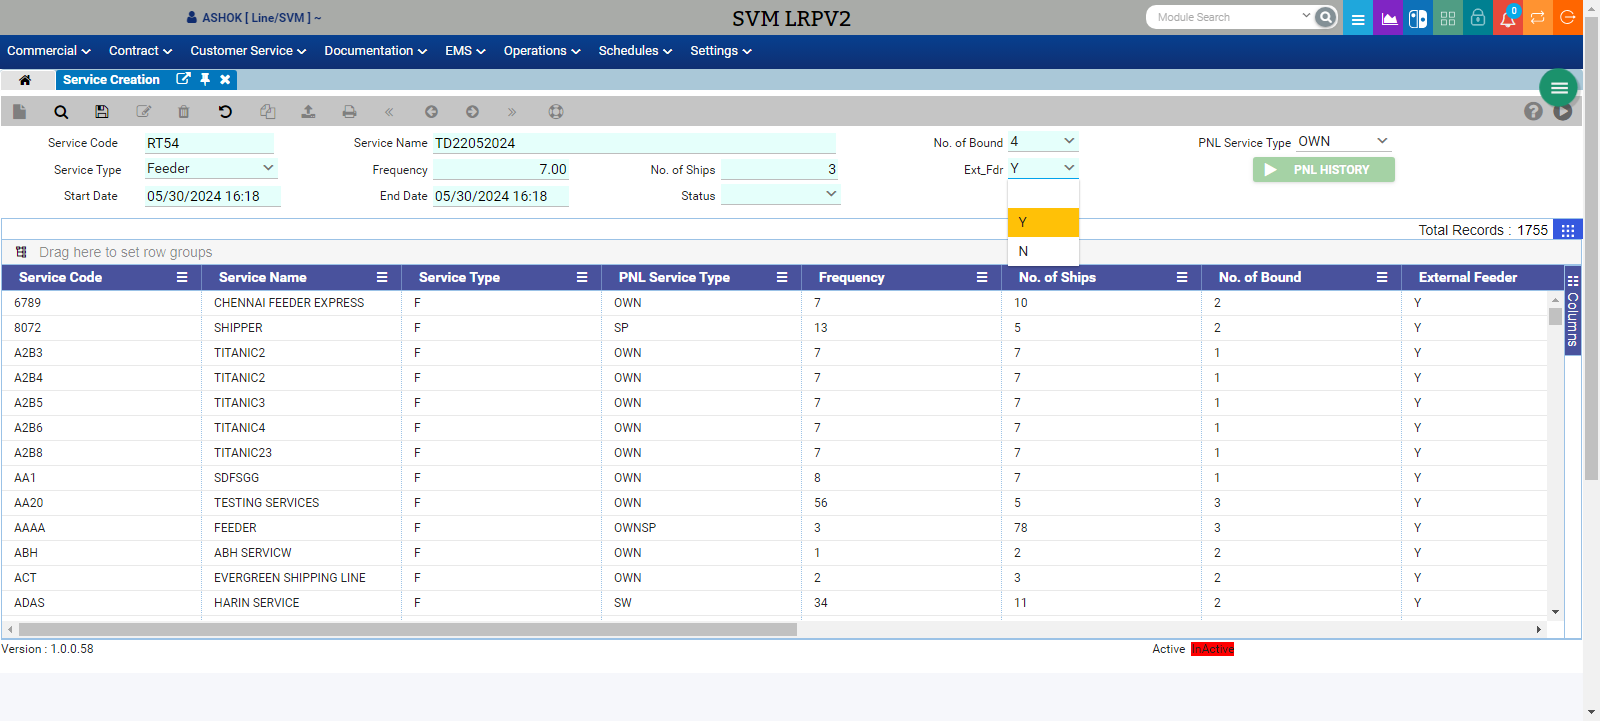 ASHOK [ Line/SVM ] ~
SVM LRPV2
Module Search
0
Commercial Contract Customer Service Documentation EMS Operations Schedules Settings
Service Creation
Service Code RT54 Service Name TD22052024 No. of Bound 4 PNL Service Type OWN
Service Type Feeder Frequency 7.00 No. of Ships 3 Ext_Fdr Y PNL HISTORY
Start Date 05/30/2024 16:18 End Date 05/30/2024 16:18 Status
Y
N
Total Records : 1755
Drag here to set row groups
Service Code Service Name Service Type PNL Service Type Frequency No. of Ships No. of Bound External Feeder
6789 CHENNAI FEEDER EXPRESS F OWN 7 10 2 Y
8072 SHIPPER F SP 13 5 2 Y
A2B3 TITANIC2 F OWN 7 7 1 Y
A2B4 TITANIC2 F OWN 7 7 1 Y
A2B5 TITANIC3 F OWN 7 7 1 Y
A2B6 TITANIC4 F OWN 7 7 1 Y
A2B8 TITANIC23 F OWN 7 7 1 Y
AA1 SDFSGG F OWN 8 7 1 Y
AA20 TESTING SERVICES F OWN 56 5 3 Y
AAAA FEEDER F OWNSP 3 78 3 Y
ABH ABH SERVICW F OWN 1 2 2 Y
ACT EVERGREEN SHIPPING LINE F OWN 2 3 2 Y
ADAS HARIN SERVICE F SW 34 11 2 Y
Columns
Version : 1.0.0.58
Active InActive